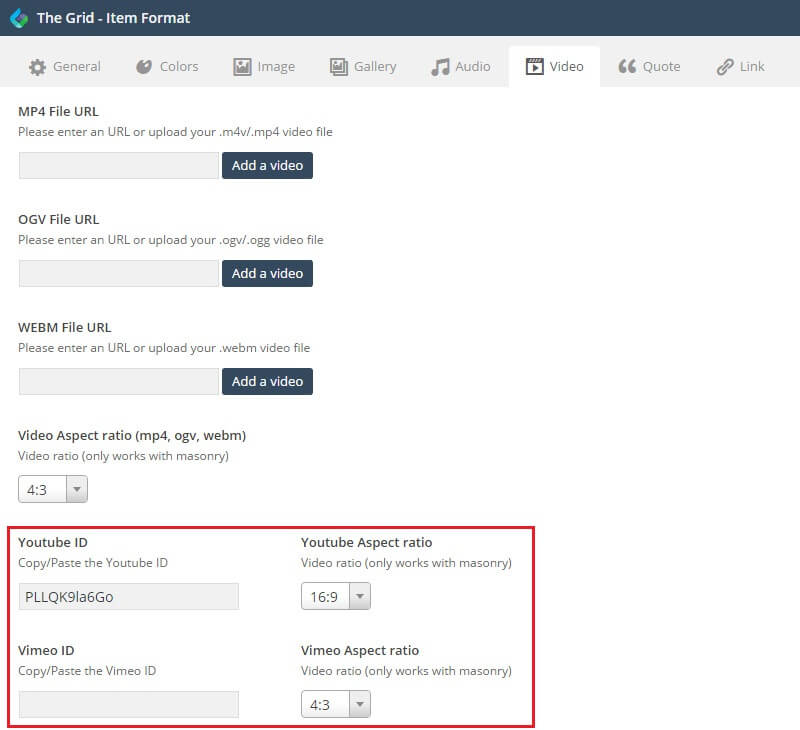 The Grid - Item Format
General Colors Image Gallery Audio Video Quote Link
MP4 File URL
Please enter an URL or upload your .m4v/.mp4 video file
Add a video
OGV File URL
Please enter an URL or upload your .ogv/.ogg video file
Add a video
WEBM File URL
Please enter an URL or upload your .webm video file
Add a video
Video Aspect ratio (mp4, ogv, webm)
Video ratio (only works with masonry)
4:3
Youtube ID
Copy/Paste the Youtube ID
PLLQK9la6Go
Youtube Aspect ratio
Video ratio (only works with masonry)
16:9
Vimeo ID
Copy/Paste the Vimeo ID
Vimeo Aspect ratio
Video ratio (only works with masonry)
4:3